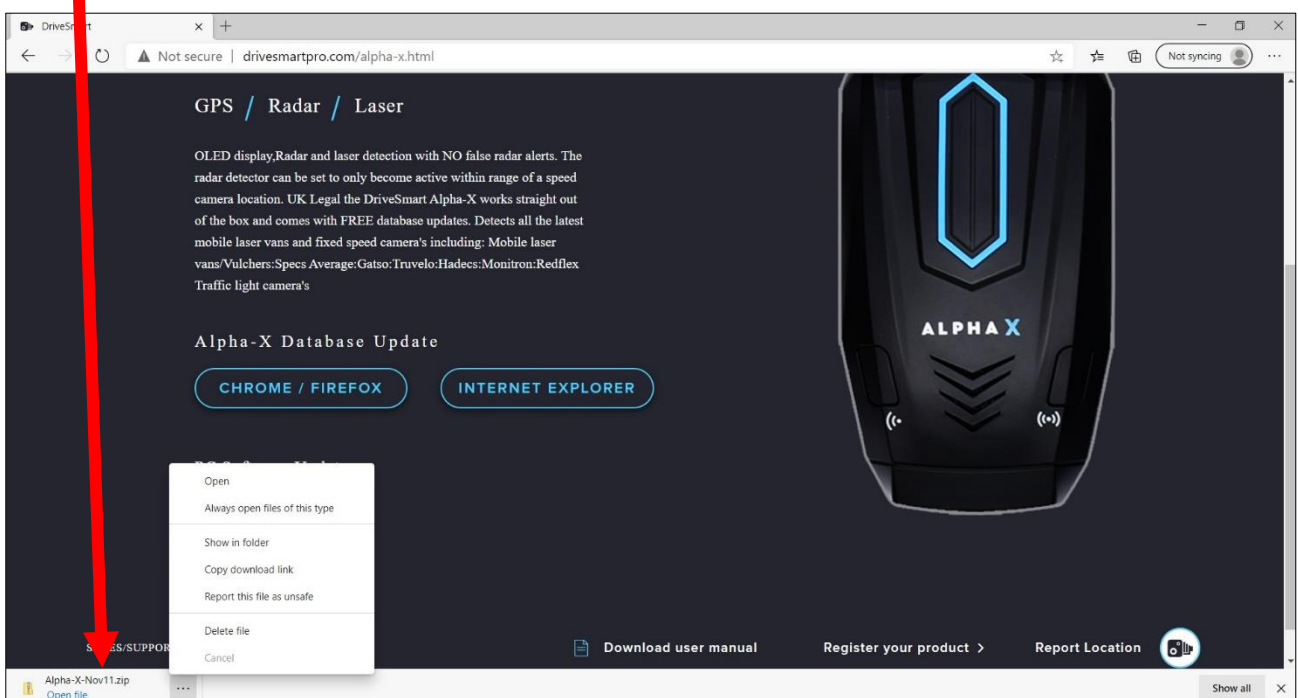 DriveSm rt
Not secure | drivesmartpro.com/alpha-x.html
Not syncing
GPS / Radar / Laser
OLED display,Radar and laser detection with NO false radar alerts. The
radar detector can be set to only become active within range of a speed
camera location. UK Legal the DriveSmart Alpha-X works straight out
of the box and comes with FREE database updates. Detects all the latest
mobile laser vans and fixed speed camera's including: Mobile laser
vans/Vulchers:Specs Average:Gatso:Truvelo:Hadecs:Monitron:Redflex
Traffic light camera's
ALPHA X
Alpha-X Database Update
CHROME / FIREFOX
INTERNET EXPLORER
Open
Always open files of this type
Show in folder
Copy download link
Report this file as unsafe
Delete file
Cancel
ES/SUPPOR
Download user manual
Register your product >
Report Location
Alpha-X-Nov11.zip
Open file
Show all